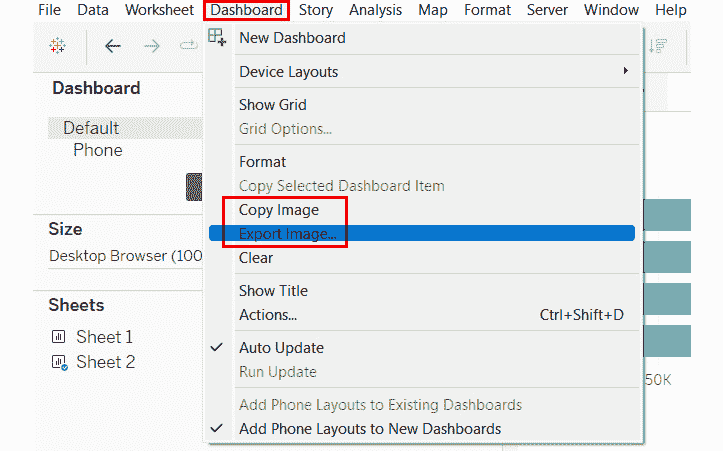 File Data Worksheet Dashboard Story Analysis Map Format Server Window Help
New Dashboard
Dashboard
Device Layouts
Show Grid
Default
Grid Options...
Phone
Format
Copy Selected Dashboard Item
Copy Image
Size
Export Image...
Desktop Browser (100
Clear
Show Title
Sheets
Actions... Ctrl+Shift+D
Sheet 1
Auto Update
Sheet 2
Run Update
50K
Add Phone Layouts to Existing Dashboards
Add Phone Layouts to New Dashboards